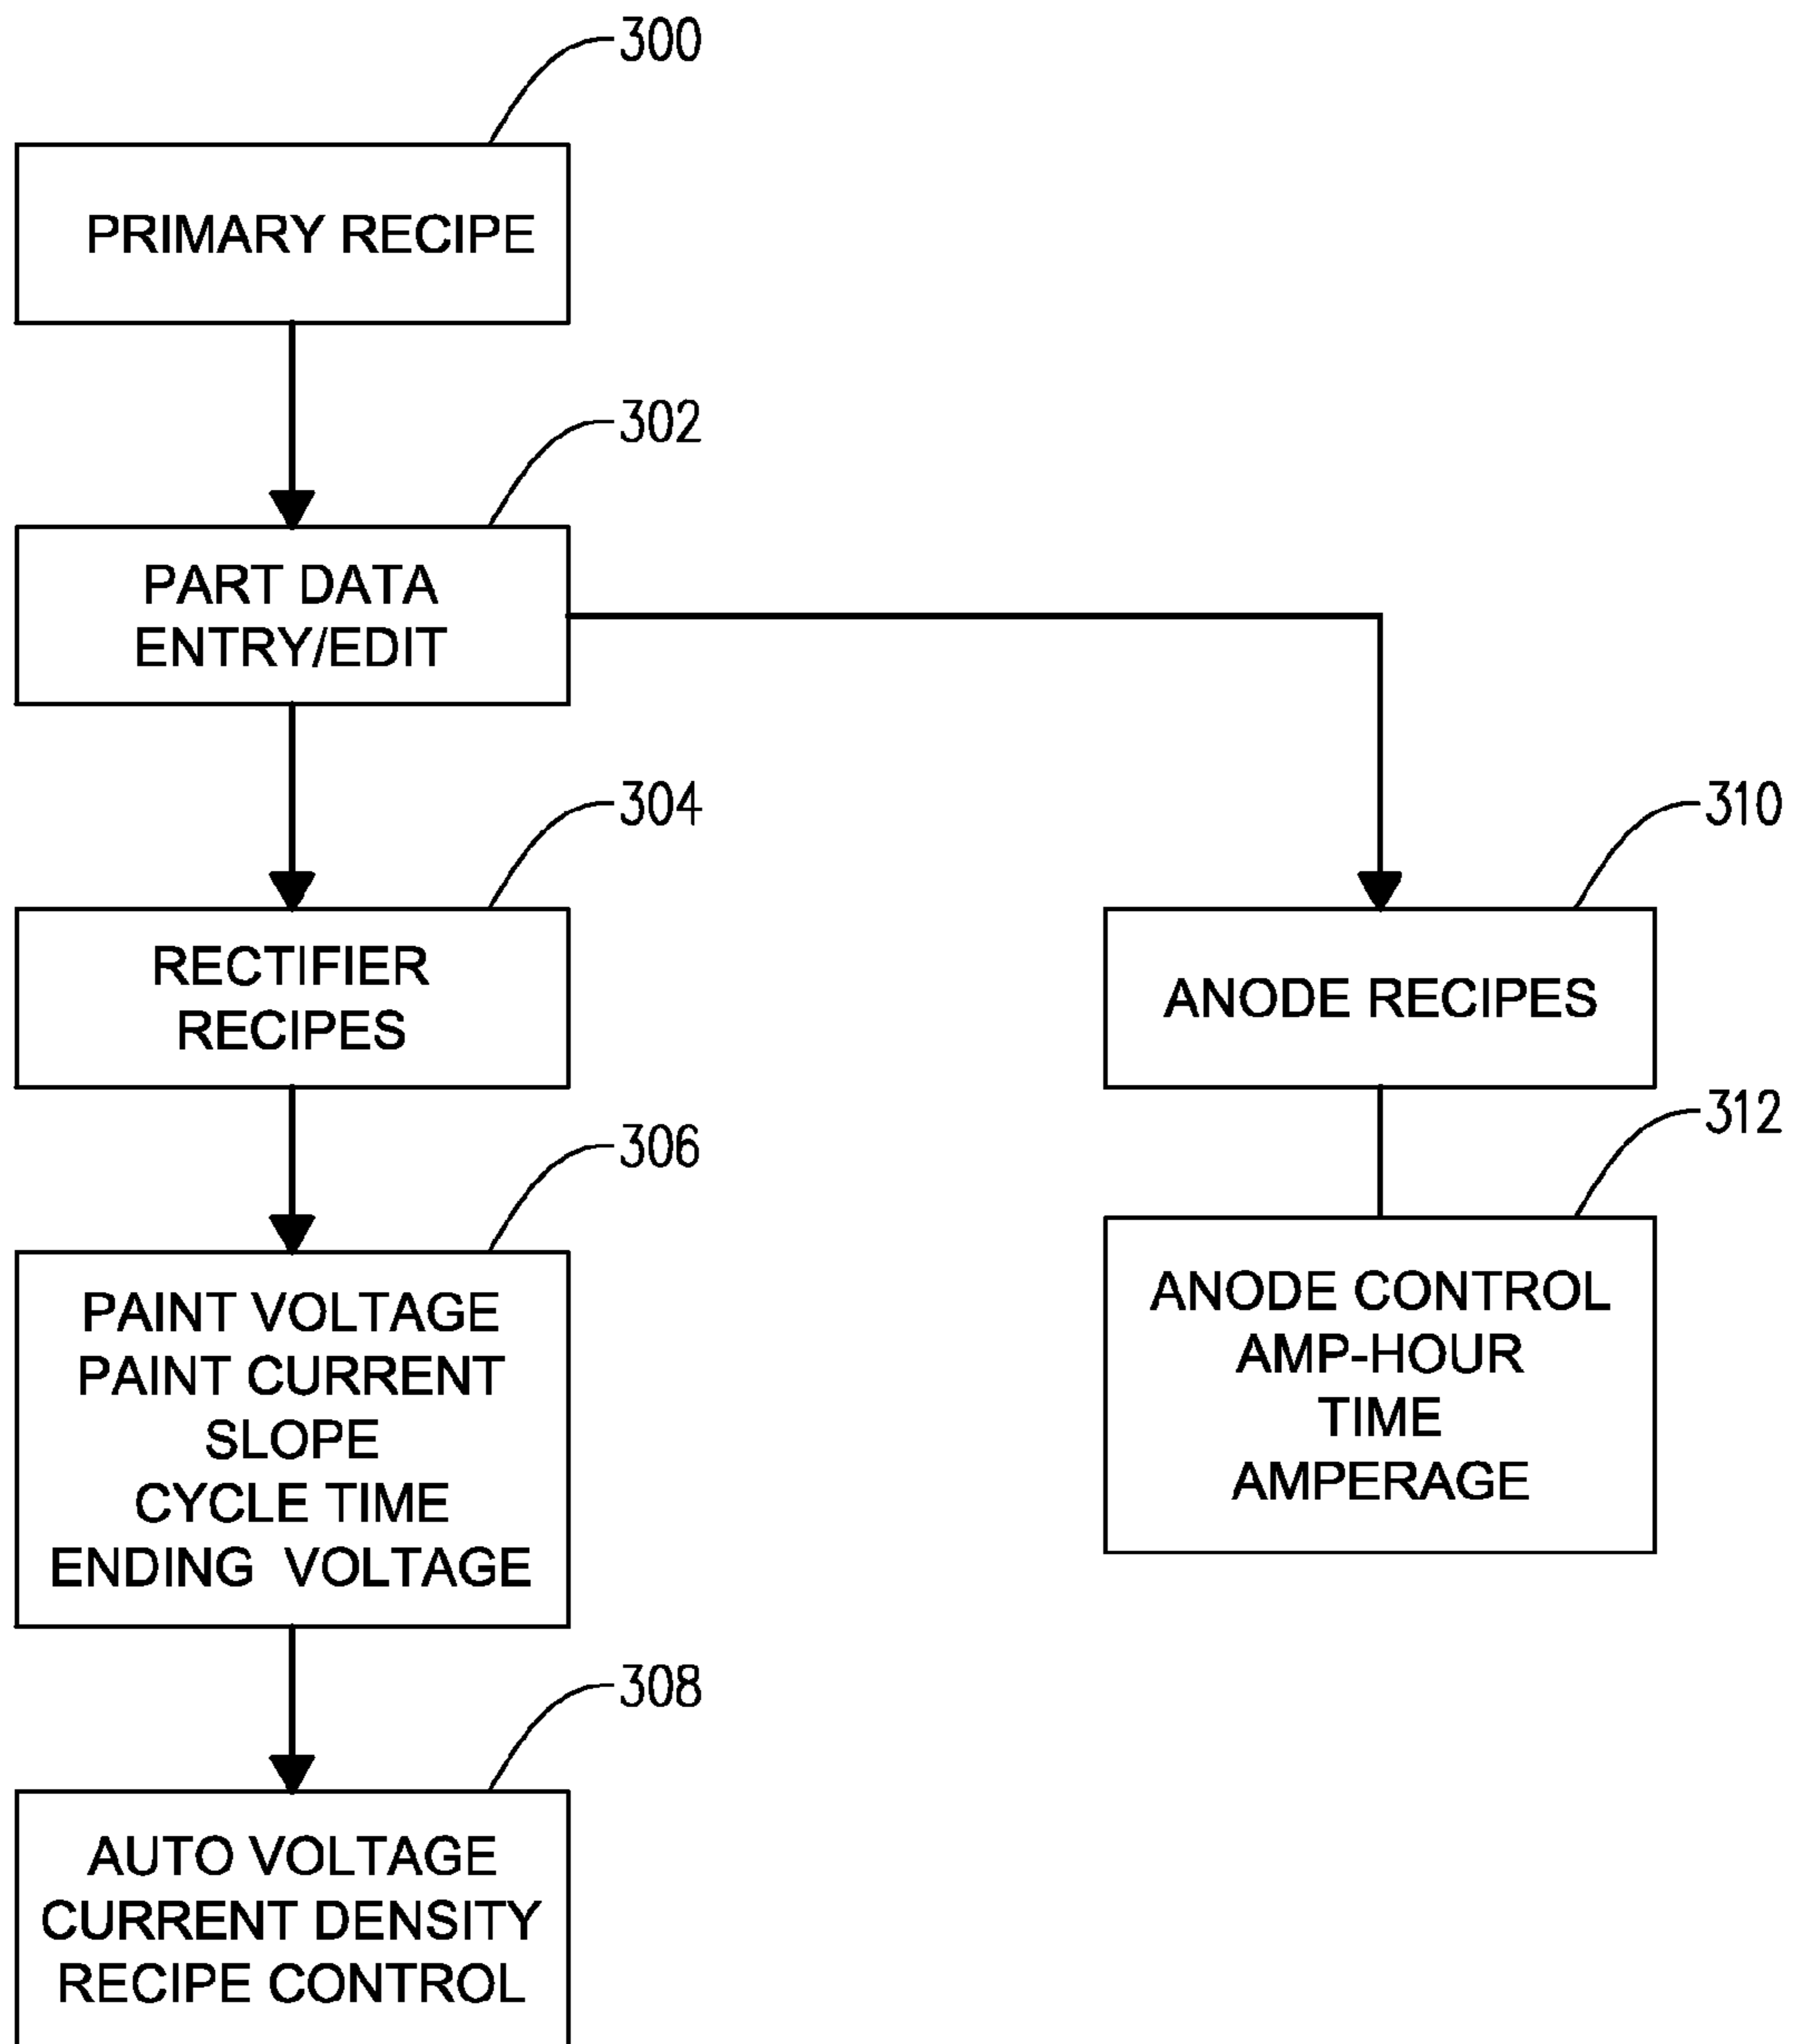 300
PRIMARY RECIPE
302
PART DATA
ENTRY/EDIT
304
RECTIFIER
RECIPES
306
PAINT VOLTAGE
PAINT CURRENT
SLOPE
CYCLE TIME
ENDING VOLTAGE
308
AUTO VOLTAGE
CURRENT DENSITY
RECIPE CONTROL
310
ANODE RECIPES
312
ANODE CONTROL
AMP-HOUR
TIME
AMPERAGE